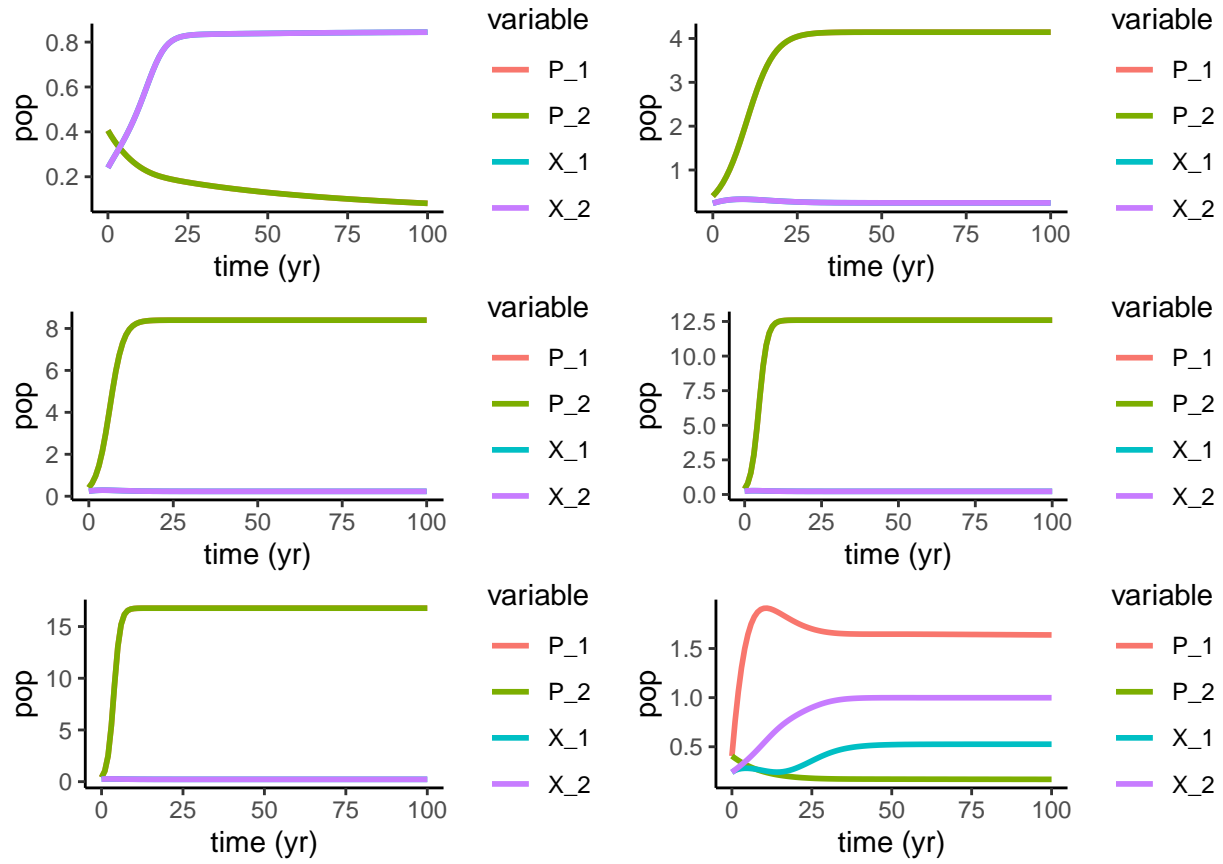 variable
P_1
P_2
X_1
X_2
pop
0.8
0.6
0.4
0.2
0 25 50 75 100
time (yr)
variable
P_1
P_2
X_1
X_2
pop
4
3
2
1
0 25 50 75 100
time (yr)
variable
P_1
P_2
X_1
X_2
pop
8
6
4
2
0
0 25 50 75 100
time (yr)
variable
P_1
P_2
X_1
X_2
pop
12.5
10.0
7.5
5.0
2.5
0.0
0 25 50 75 100
time (yr)
variable
P_1
P_2
X_1
X_2
pop
15
10
5
0
0 25 50 75 100
time (yr)
variable
P_1
P_2
X_1
X_2
pop
1.5
1.0
0.5
0 25 50 75 100
time (yr)